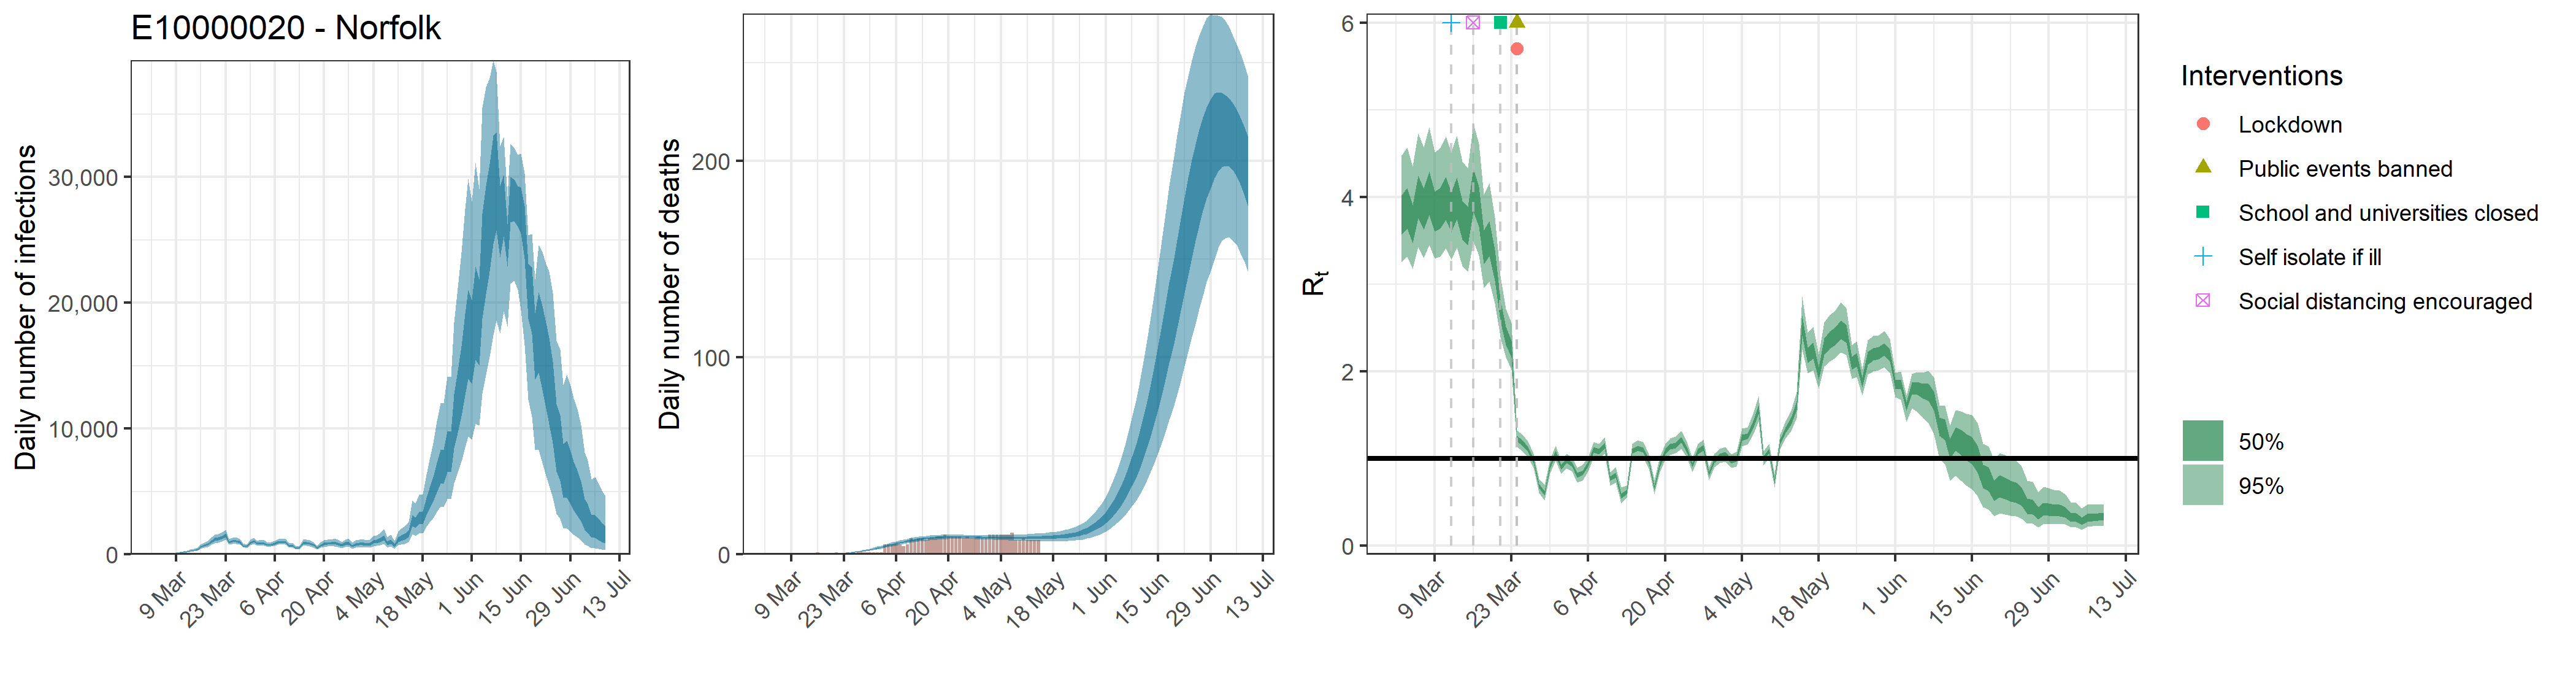 E10000020 - Norfolk
Daily number of infections
30,000
20,000
10,000
0
9 Mar
23 Mar
6 Apr
20 Apr
4 May
18 May
1 Jun
15 Jun
29 Jun
13 Jul
Daily number of deaths
200
100
0
9 Mar
23 Mar
6 Apr
20 Apr
4 May
18 May
1 Jun
15 Jun
29 Jun
13 Jul
Rt
6
4
2
0
9 Mar
23 Mar
6 Apr
20 Apr
4 May
18 May
1 Jun
15 Jun
29 Jun
13 Jul
Interventions
Lockdown
Public events banned
School and universities closed
Self isolate if ill
Social distancing encouraged
50%
95%